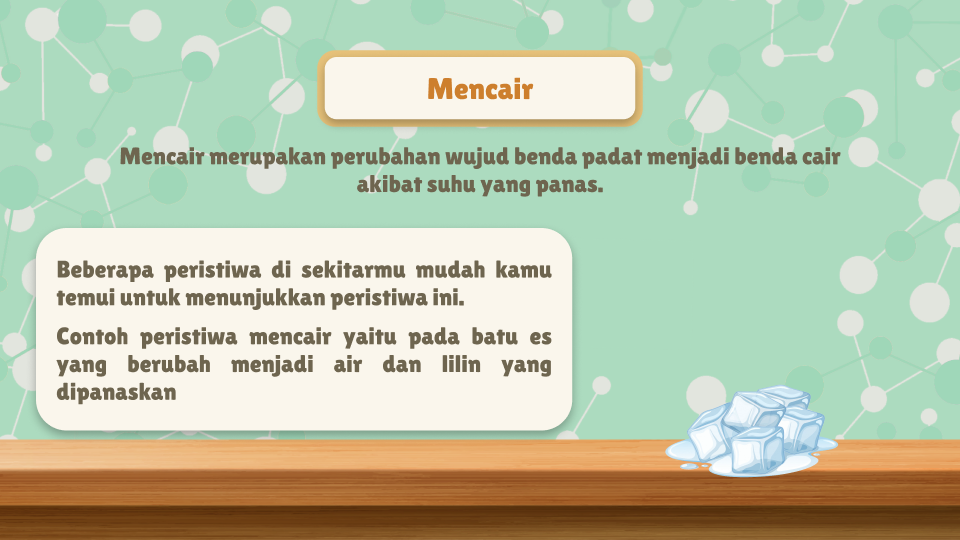 Mencair
Mencair merupakan perubahan wujud benda padat menjadi benda cair
akibat suhu yang panas.
Beberapa peristiwa di sekitarmu mudah kamu
temui untuk menunjukkan peristiwa ini.
Contoh peristiwa mencair yaitu pada batu es
yang berubah menjadi air dan lilin yang
dipanaskan